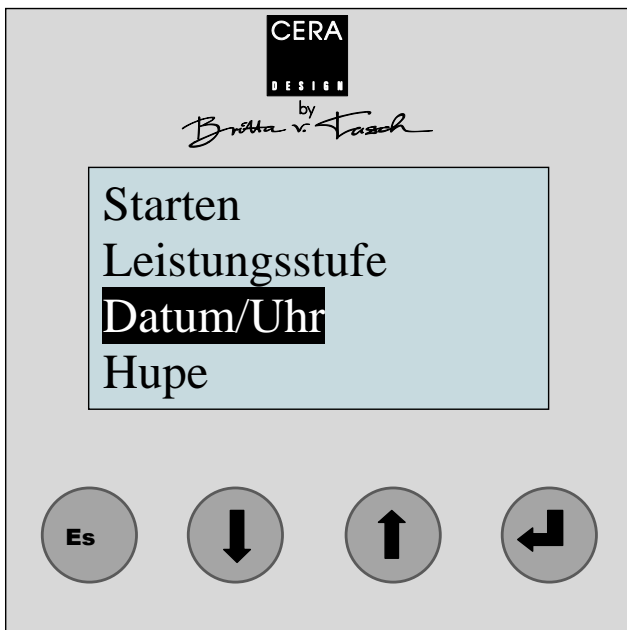 CERA
DESIGN
by
Britta v. Tasch
Starten
Leistungsstufe
Datum/Uhr
Hupe
Es